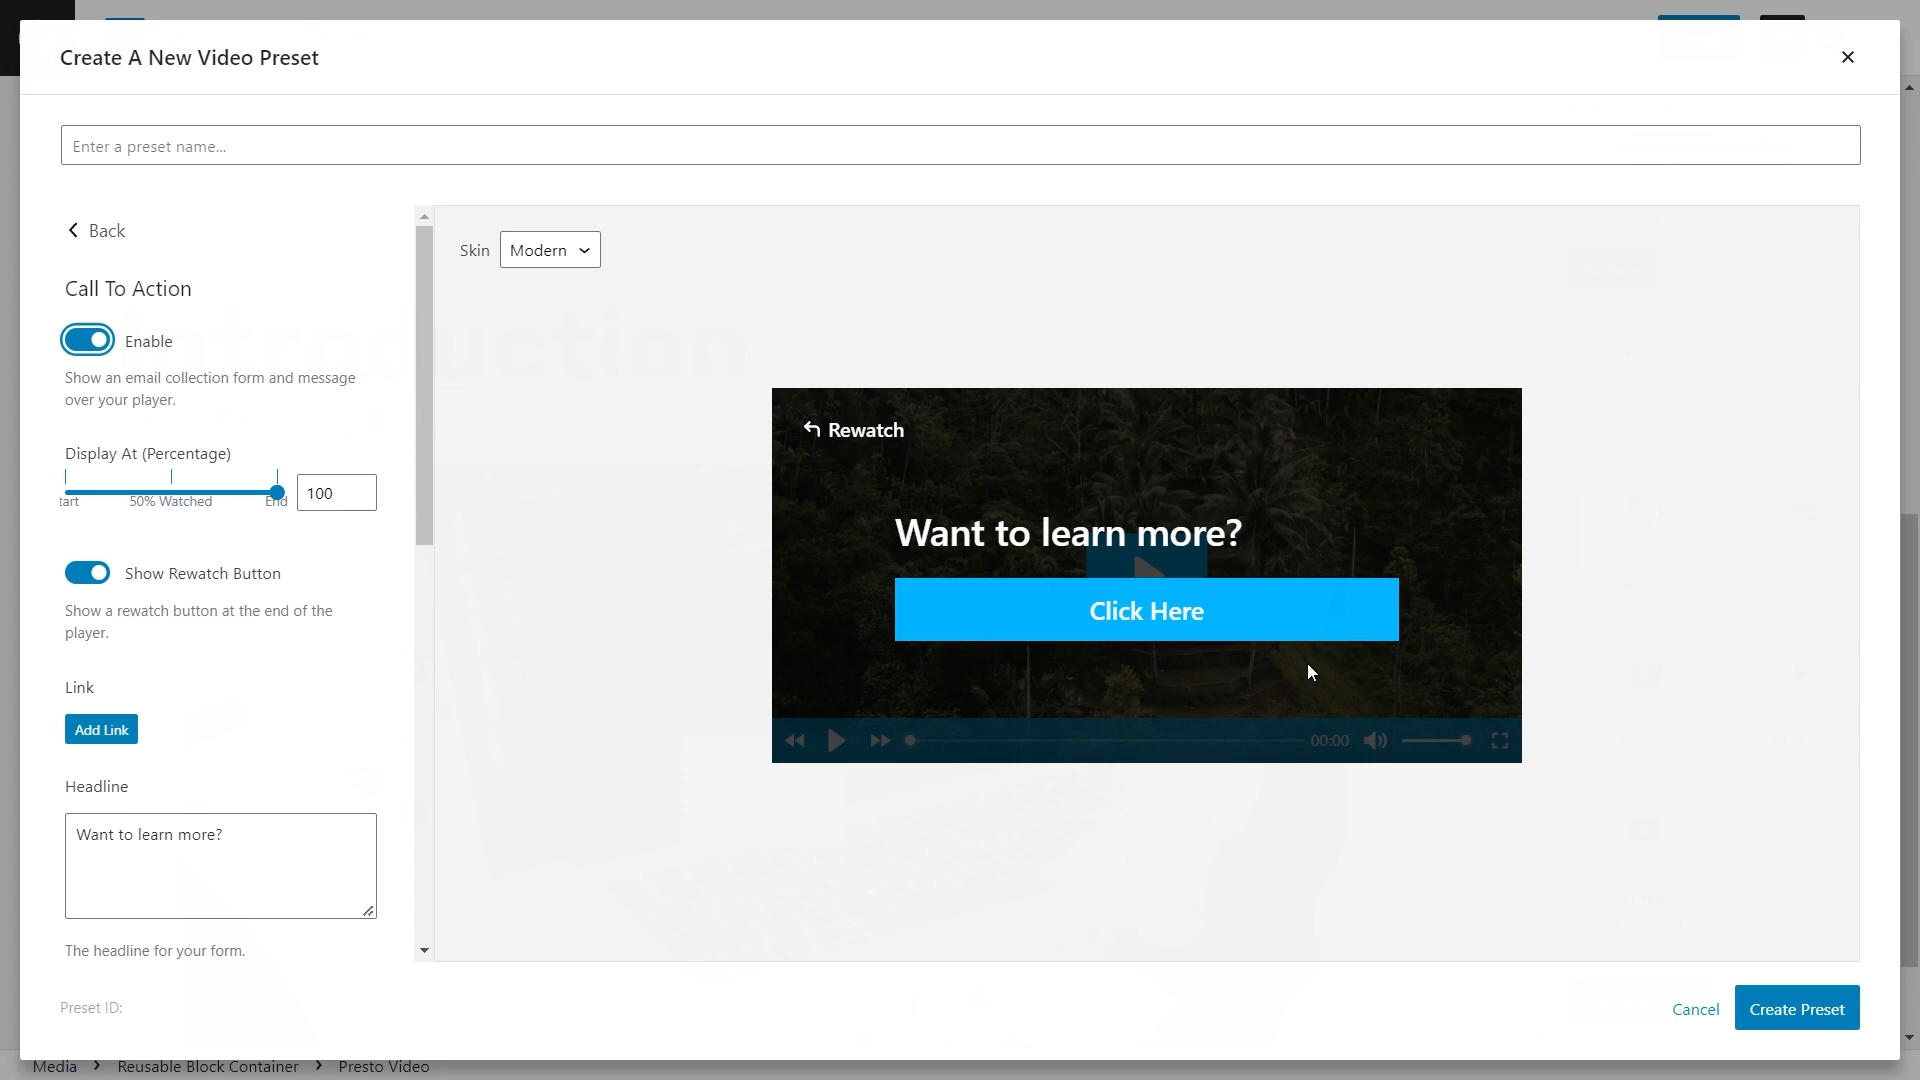 Create A New Video Preset
Enter a preset name...
Back
Skin Modern
Call To Action
Enable
Show an email collection form and message
over your player.
Display At (Percentage)
tart 50% Watched End
100
Show Rewatch Button
Show a rewatch button at the end of the
player.
Link
Add Link
Headline
Want to learn more?
The headline for your form.
Rewatch
Want to learn more?
Click Here
00:00
Preset ID:
Cancel
Create Preset
Media Reusable Block Container Presto Video